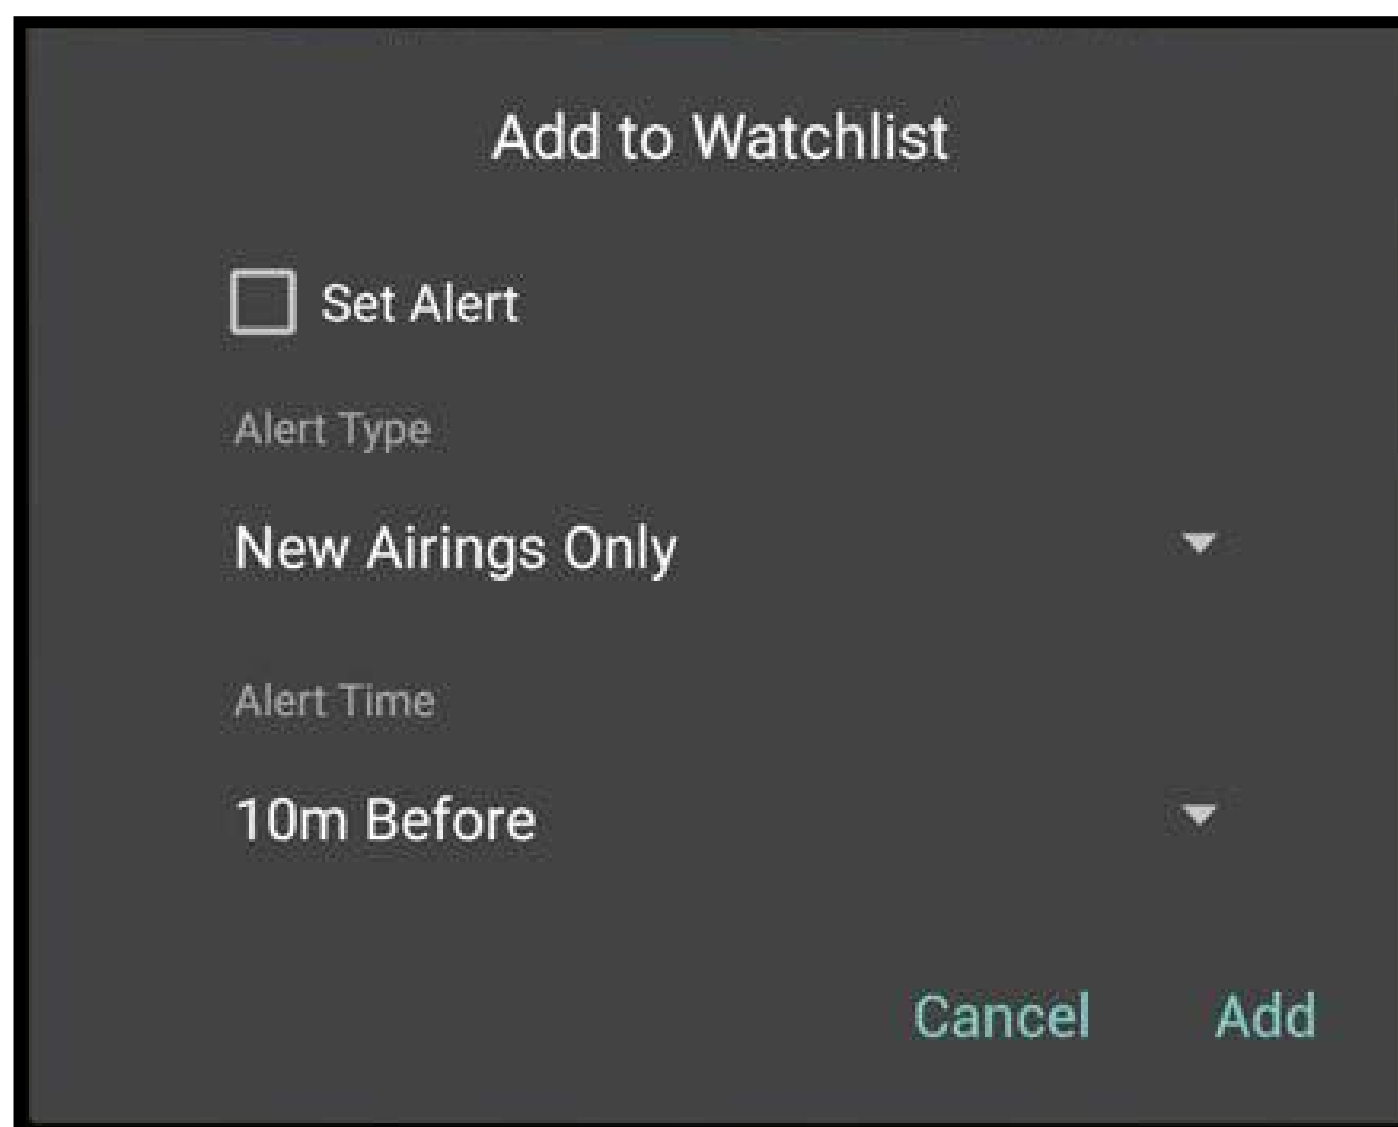 Add to Watchlist
Set Alert
Alert Type
New Airings Only
Alert Time
10m Before
Cancel Add